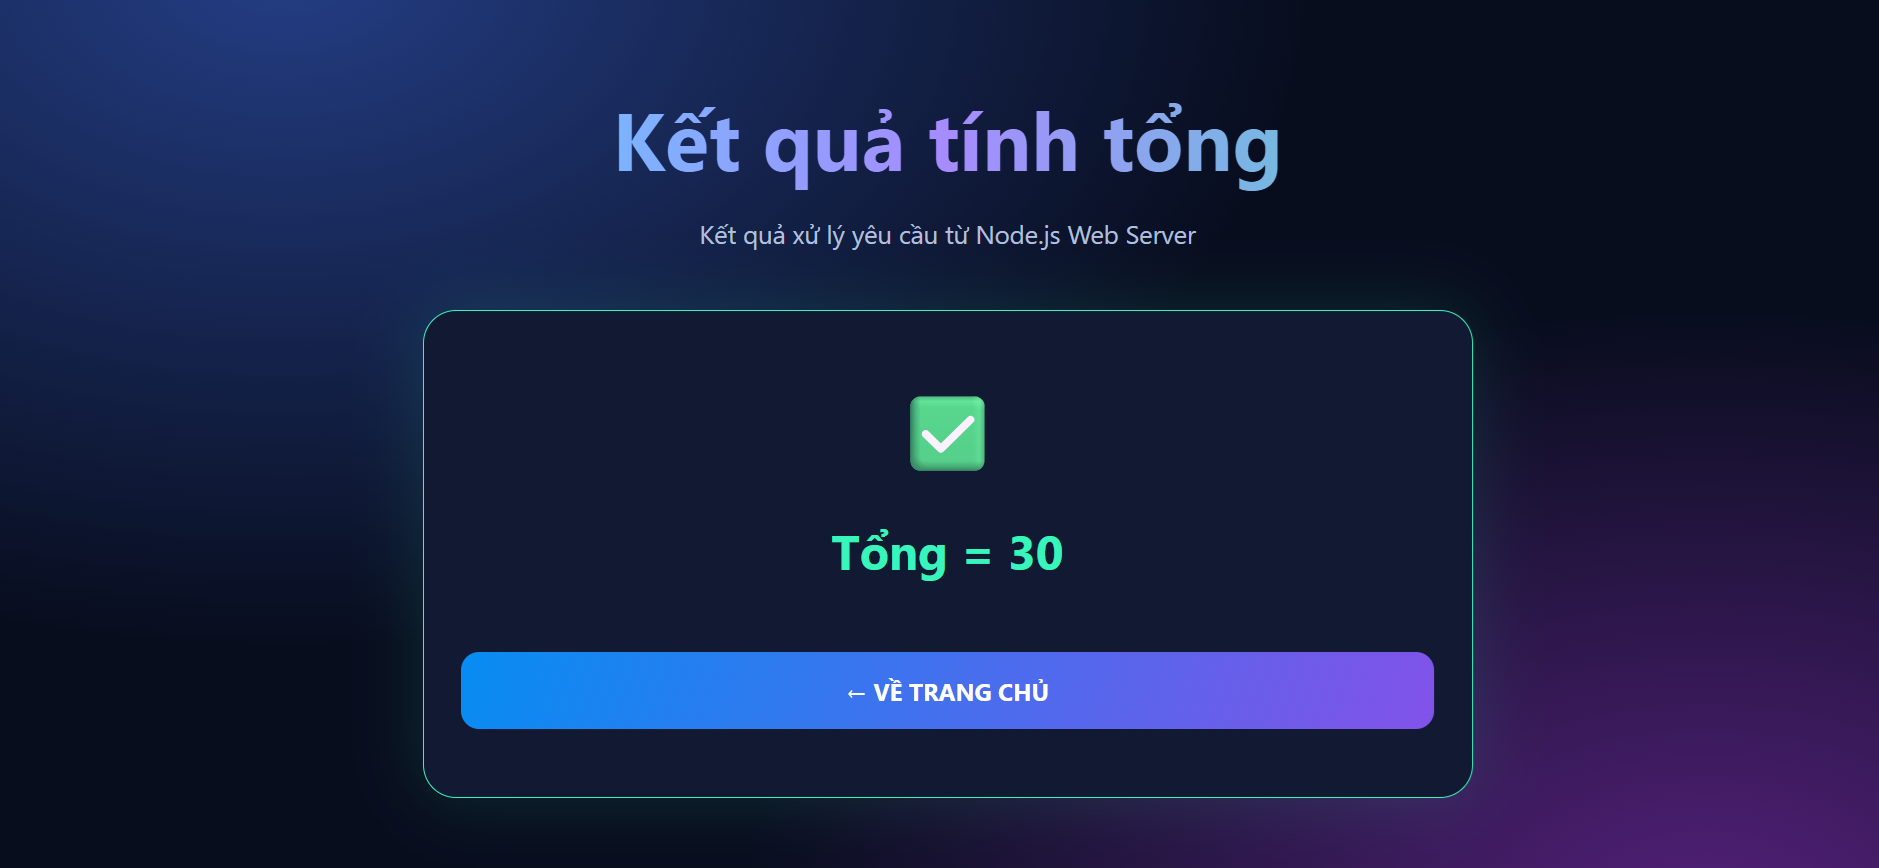 Kết quả tính tổng
Kết quả xử lý yêu cầu từ Node.js Web Server
Tổng = 30
← VỀ TRANG CHỦ